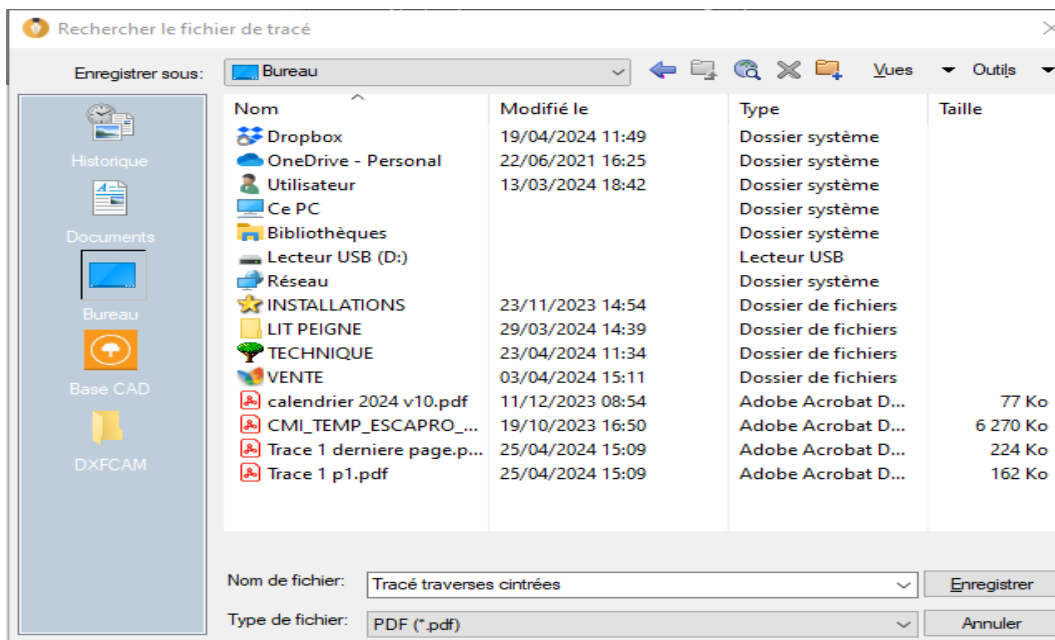 Rechercher le fichier de tracé
Enregistrer sous: Bureau Vues Outils
Nom Modifié le Type Taille
Dropbox 19/04/2024 11:49 Dossier système
OneDrive - Personal 22/06/2021 16:25 Dossier système
Utilisateur 13/03/2024 18:42 Dossier système
Ce PC Dossier système
Bibliothèques Dossier système
Lecteur USB (D:) Lecteur USB
Réseau Dossier système
INSTALLATIONS 23/11/2023 14:54 Dossier de fichiers
LIT PEIGNE 29/03/2024 14:39 Dossier de fichiers
TECHNIQUE 23/04/2024 11:34 Dossier de fichiers
VENTE 03/04/2024 15:11 Dossier de fichiers
calendrier 2024 v10.pdf 11/12/2023 08:54 Adobe Acrobat D... 77 Ko
CMI_TEMP_ESCAPRO_... 19/10/2023 16:50 Adobe Acrobat D... 6 270 Ko
Trace 1 derniere page.p... 25/04/2024 15:09 Adobe Acrobat D... 224 Ko
Trace 1 p1.pdf 25/04/2024 15:09 Adobe Acrobat D... 162 Ko
Historique
Documents
Bureau
Base CAD
DXFCAM
Nom de fichier: Tracé traverses cintrées Enregistrer
Type de fichier: PDF (*.pdf) Annuler